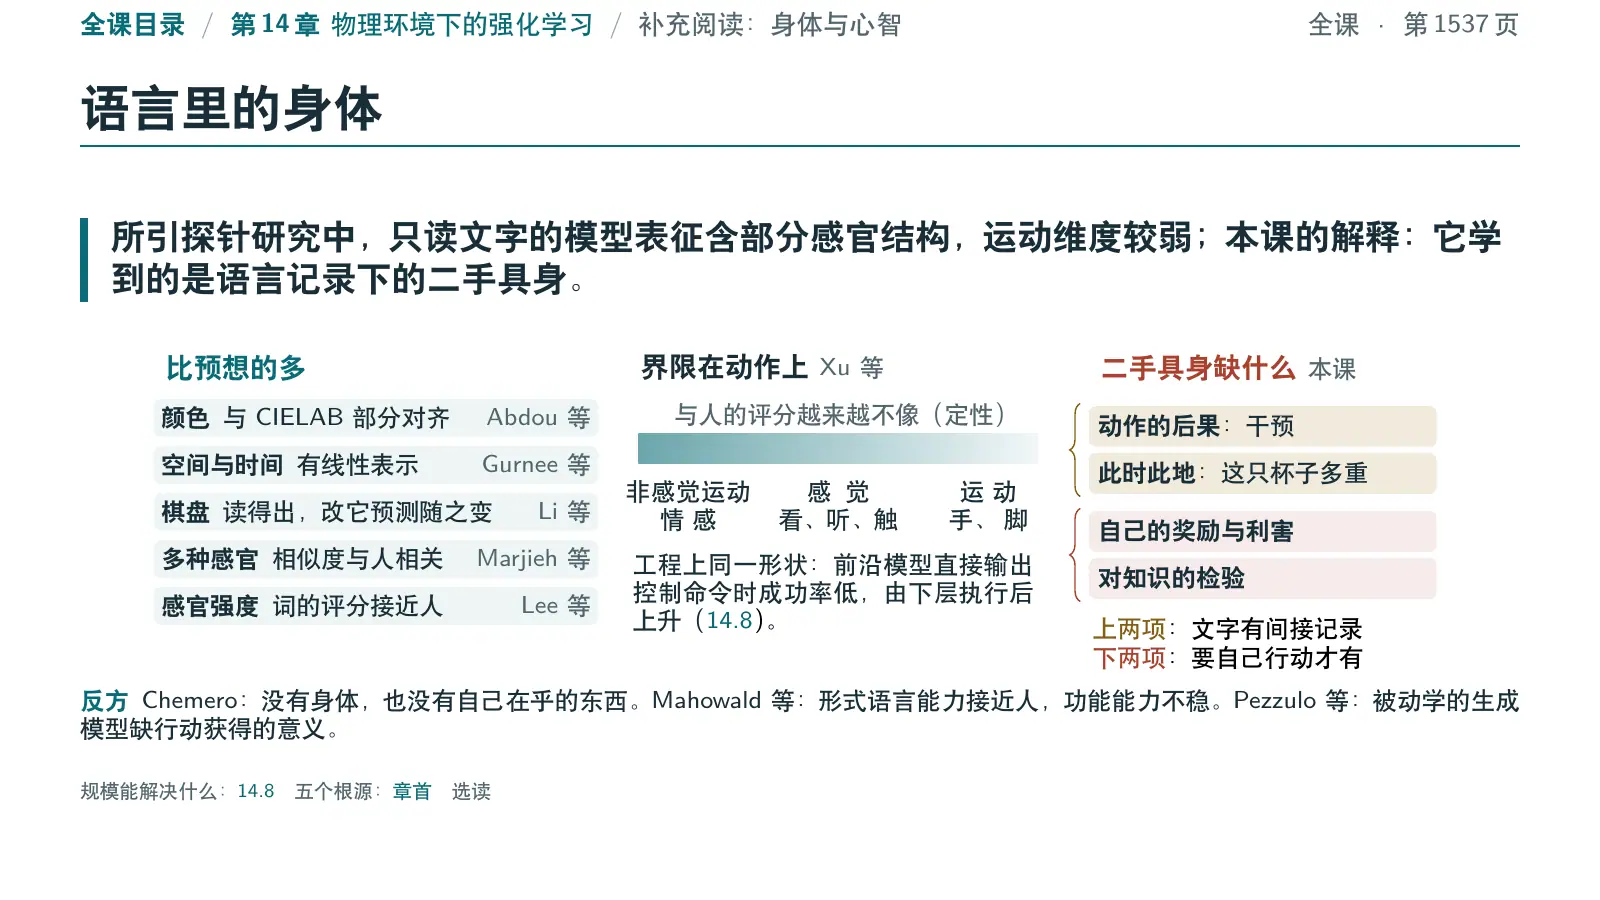 全课目录 / 第 14 章 物理环境下的强化学习 / 补充阅读：身体与心智
全课 · 第 1537 页
语言里的身体
所引探针研究中，只读文字的模型表征含部分感官结构，运动维度较弱；本课的解释：它学
到的是语言记录下的二手具身。
比预想的多
颜色 与 CIELAB 部分对齐 Abdou 等
空间与时间 有线性表示 Gurnee 等
棋盘 读得出，改它预测随之变 Li 等
多种感官 相似度与人相关 Marjieh 等
感官强度 词的评分接近人 Lee 等
界限在动作上 Xu 等
与人的评分越来越不像（定性）
非感觉运动 感 觉 运 动
情 感 看、听、触 手、脚
工程上同一形状：前沿模型直接输出
控制命令时成功率低，由下层执行后
上升（14.8）。
二手具身缺什么 本课
动作的后果：干预
此时此地：这只杯子多重
自己的奖励与利害
对知识的检验
上两项：文字有间接记录
下两项：要自己行动才有
反方 Chemero：没有身体，也没有自己在乎的东西。Mahowald 等：形式语言能力接近人，功能能力不稳。Pezzulo 等：被动学的生成
模型缺行动获得的意义。
规模能解决什么：14.8 五个根源：章首 选读